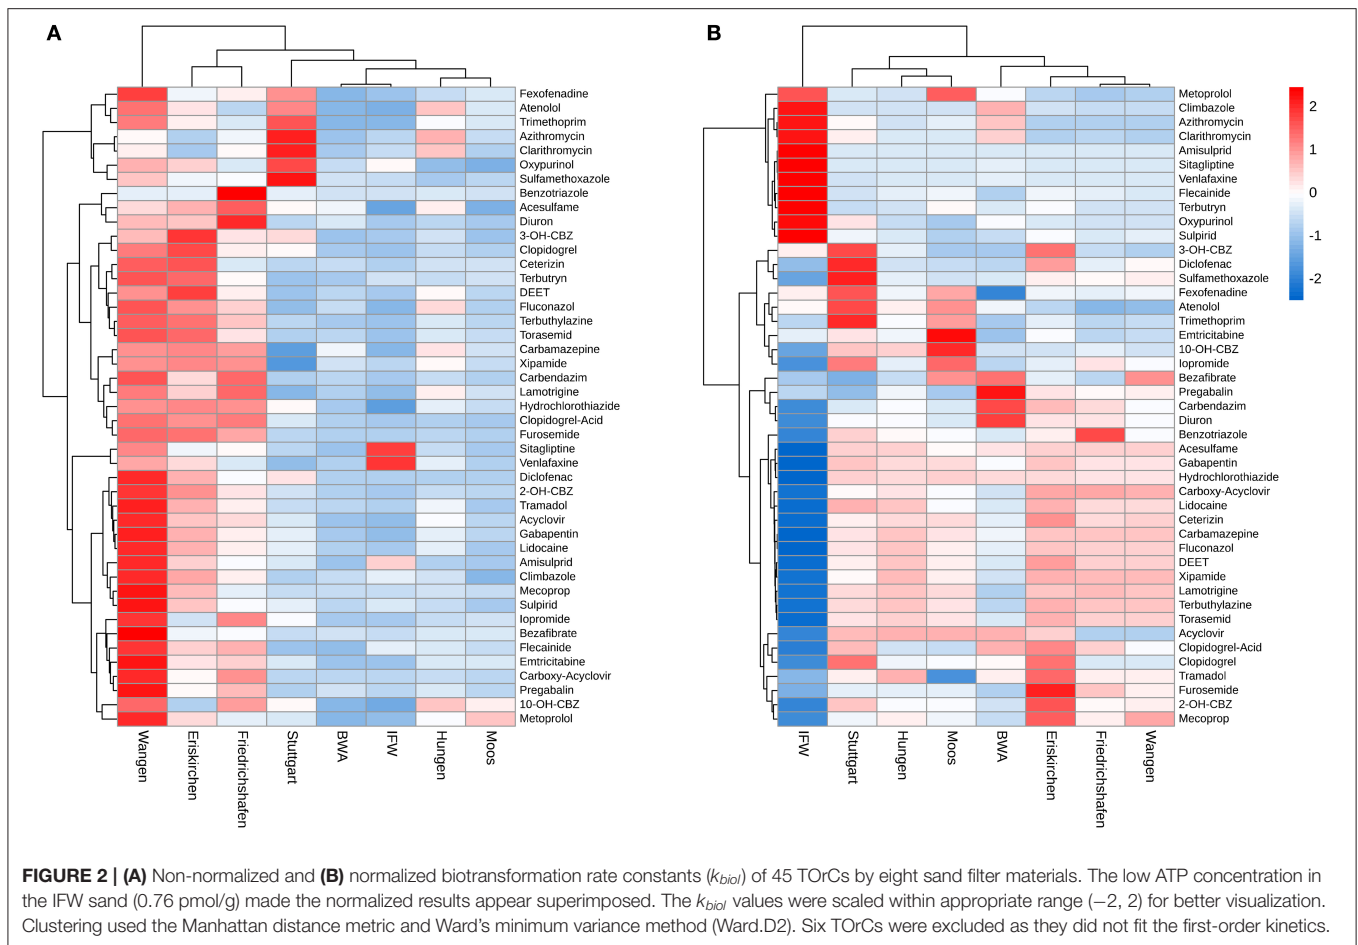 A
B
Fexofenadine
Atenolol
Trimethoprim
Azithromycin
Clarithromycin
Oxypurinol
Sulfamethoxazole
Benzotriazole
Acesulfame
Diuron
3-OH-CBZ
Clopidogrel
Ceterizin
Terbutryn
DEET
Fluconazol
Terbuthylazine
Torasemid
Carbamazepine
Xipamide
Carbendazim
Lamotrigine
Hydrochlorothiazide
Clopidogrel-Acid
Furosemide
Sitagliptine
Venlafaxine
Diclofenac
2-OH-CBZ
Tramadol
Acyclovir
Gabapentin
Lidocaine
Amisulprid
Climbazole
Mecoprop
Sulpirid
Iopromide
Bezafibrate
Flecainide
Emtricitabine
Carboxy-Acyclovir
Pregabalin
10-OH-CBZ
Metoprolol
Wangen
Eriskirchen
Friedrichshafen
Stuttgart
BWA
IFW
Hungen
Moos
Metoprolol
Climbazole
Azithromycin
Clarithromycin
Amisulprid
Sitagliptine
Venlafaxine
Flecainide
Terbutryn
Oxypurinol
Sulpirid
3-OH-CBZ
Diclofenac
Sulfamethoxazole
Fexofenadine
Atenolol
Trimethoprim
Emtricitabine
10-OH-CBZ
Iopromide
Bezafibrate
Pregabalin
Carbendazim
Diuron
Benzotriazole
Acesulfame
Gabapentin
Hydrochlorothiazide
Carboxy-Acyclovir
Lidocaine
Ceterizin
Carbamazepine
Fluconazol
DEET
Xipamide
Lamotrigine
Terbuthylazine
Torasemid
Acyclovir
Clopidogrel-Acid
Clopidogrel
Tramadol
Furosemide
2-OH-CBZ
Mecoprop
IFW
Stuttgart
Hungen
Moos
BWA
Eriskirchen
Friedrichshafen
Wangen
2
1
0
-1
-2
FIGURE 2 | (A) Non-normalized and (B) normalized biotransformation rate constants (kbiol) of 45 TOrCs by eight sand filter materials. The low ATP concentration in
the IFW sand (0.76 pmol/g) made the normalized results appear superimposed. The kbiol values were scaled within appropriate range (−2, 2) for better visualization.
Clustering used the Manhattan distance metric and Ward's minimum variance method (Ward.D2). Six TOrCs were excluded as they did not fit the first-order kinetics.